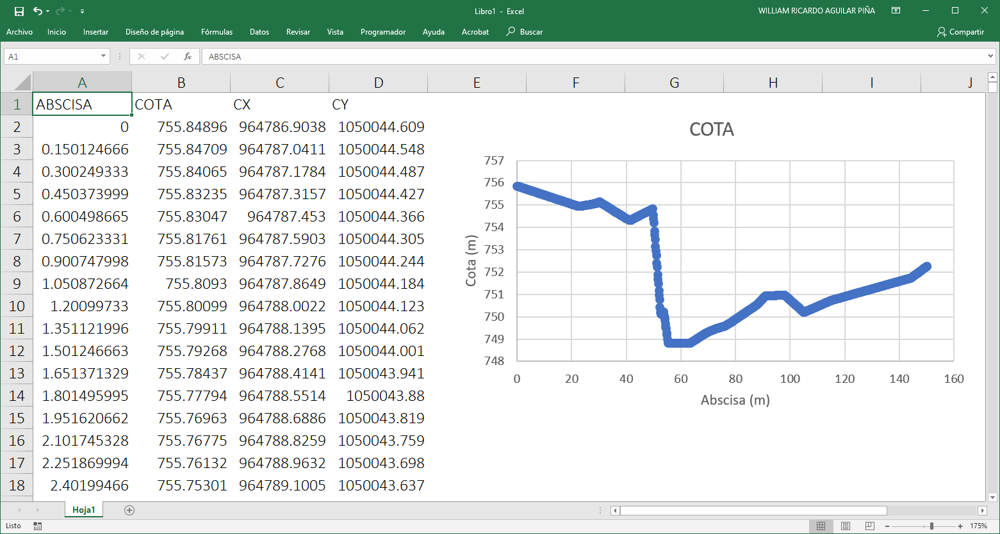 Libro1 - Excel
WILLIAM RICARDO AGUILAR PIÑA
Archivo Inicio Insertar Diseño de página Fórmulas Datos Revisar Vista Programador Ayuda Acrobat Buscar Compartir
A1 fx ABSCISA
A B C D E F G H I J
1 ABSCISA COTA CX CY
2 0 755.84896 964786.9038 1050044.609
3 0.150124666 755.84709 964787.0411 1050044.548
4 0.300249333 755.84065 964787.1784 1050044.487
5 0.450373999 755.83235 964787.3157 1050044.427
6 0.600498665 755.83047 964787.453 1050044.366
7 0.750623331 755.81761 964787.5903 1050044.305
8 0.900747998 755.81573 964787.7276 1050044.244
9 1.050872664 755.8093 964787.8649 1050044.184
10 1.20099733 755.80099 964788.0022 1050044.123
11 1.351121996 755.79911 964788.1395 1050044.062
12 1.501246663 755.79268 964788.2768 1050044.001
13 1.651371329 755.78437 964788.4141 1050043.941
14 1.801495995 755.77794 964788.5514 1050043.88
15 1.951620662 755.76963 964788.6886 1050043.819
16 2.101745328 755.76775 964788.8259 1050043.759
17 2.251869994 755.76132 964788.9632 1050043.698
18 2.40199466 755.75301 964789.1005 1050043.637
COTA
757
756
755
754
753
752
751
750
749
748
Cota (m)
0 20 40 60 80 100 120 140 160
Abscisa (m)
Hoja1
Listo
175%